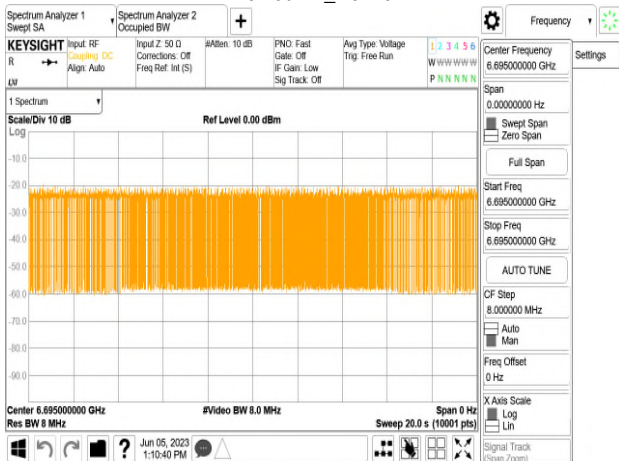 Spectrum Analyzer 1
Swept SA
Spectrum Analyzer 2
Occupied BW
+
Frequency
Settings
KEYSIGHT
R
Input: RF
Coupling: DC
Align: Auto
Input Z: 50 Ω
Corrections: Off
Freq Ref: Int (S)
#Atten: 10 dB
PNO: Fast
Gate: Off
IF Gain: Low
Sig Track: Off
Avg Type: Voltage
Trig: Free Run
1 2 3 4 5 6
W W W W W W
P N N N N N
1 Spectrum
Scale/Div 10 dB
Ref Level 0.00 dBm
Log
-10.0
-20.0
-30.0
-40.0
-50.0
-60.0
-70.0
-80.0
-90.0
Center 6.695000000 GHz
Res BW 8 MHz
#Video BW 8.0 MHz
Span 0 Hz
Sweep 20.0 s (10001 pts)
Jun 05, 2023
1:10:40 PM
Center Frequency
6.695000000 GHz
Span
0.00000000 Hz
Swept Span
Zero Span
Full Span
Start Freq
6.695000000 GHz
Stop Freq
6.695000000 GHz
AUTO TUNE
CF Step
8.000000 MHz
Auto
Man
Freq Offset
0 Hz
X Axis Scale
Log
Lin
Signal Track
(Span Zoom)